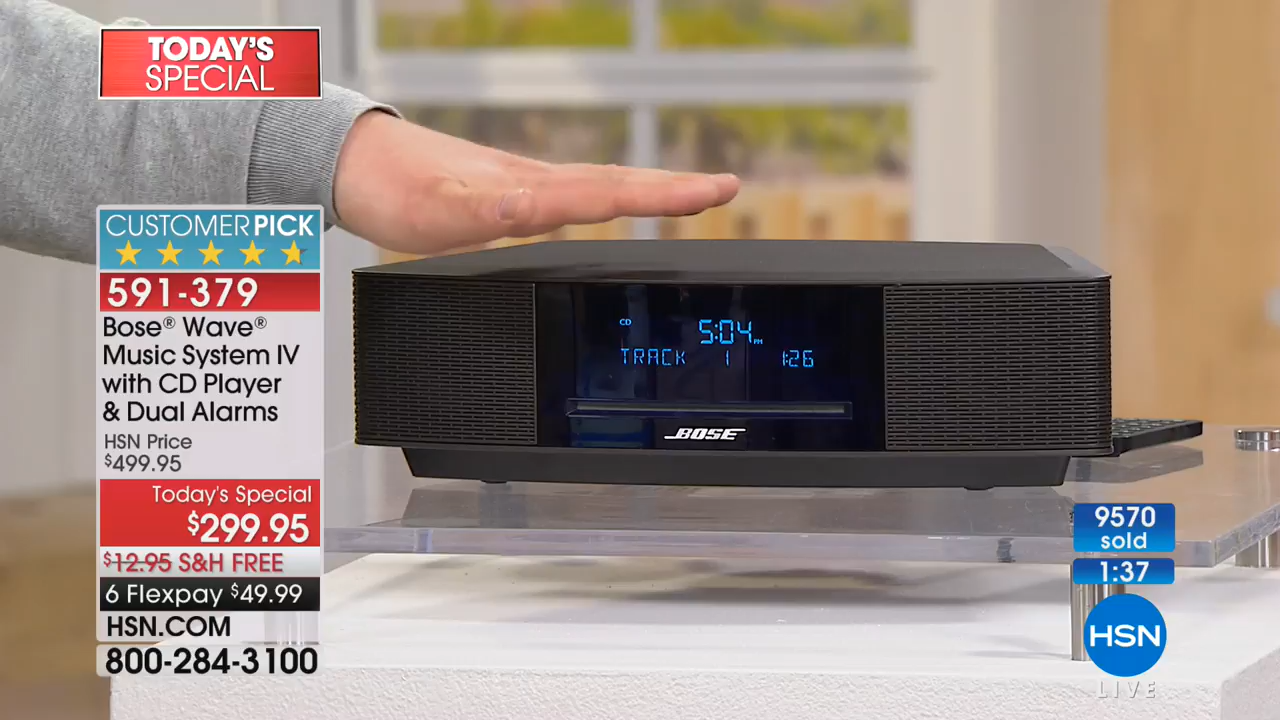 TODAY'S
SPECIAL
CUSTOMERPICK
591-379
Bose® Wave®
Music System IV
with CD Player
& Dual Alarms
HSN Price
$499.95
Today's Special
$299.95
$12.95 S&H FREE
6 Flexpay $49.99
HSN.COM
800-284-3100
CD
5:04 PM
TRACK 1 1:26
BOSE
9570
sold
1:37
HSN
LIVE